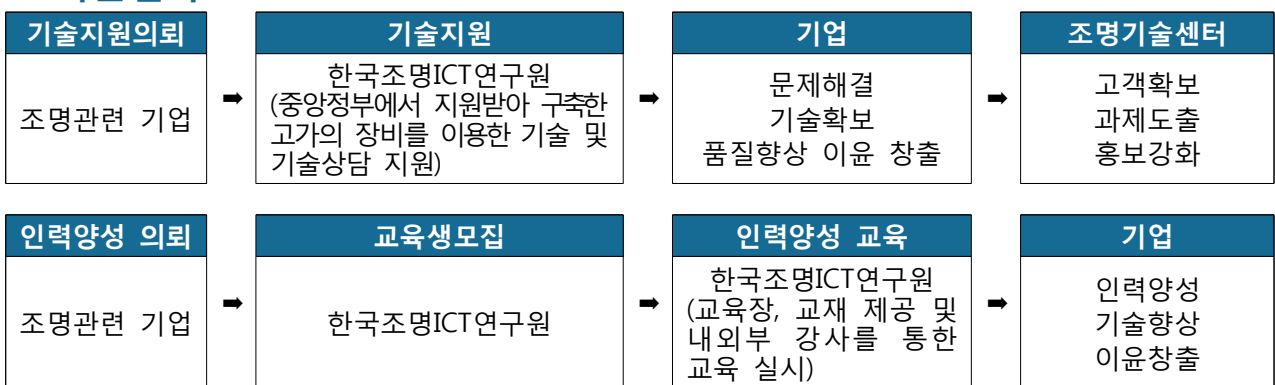 기술지원의뢰
조명관련 기업
➡
기술지원
한국조명ICT연구원
(중앙정부에서 지원받아 구축한
고가의 장비를 이용한 기술 및
기술상담 지원)
➡
기업
문제해결
기술확보
품질향상 이윤 창출
➡
조명기술센터
고객확보
과제도출
홍보강화
인력양성 의뢰
조명관련 기업
➡
교육생모집
한국조명ICT연구원
➡
인력양성 교육
한국조명ICT연구원
(교육장, 교재 제공 및
내외부 강사를 통한
교육 실시)
➡
기업
인력양성
기술향상
이윤창출